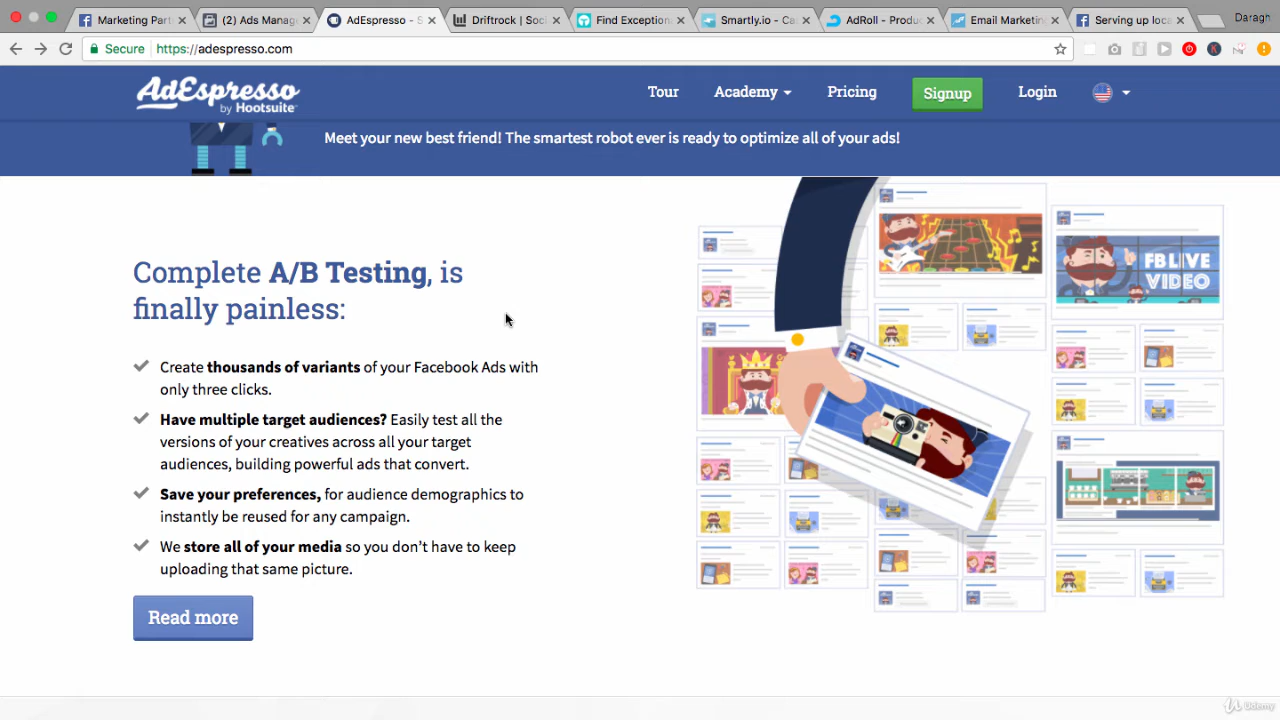 Marketing Part
(2) Ads Manag
AdEspresso - S
Driftrock | Soci
Find Exception
Smartly.io - Ca
AdRoll - Produc
Email Marketin
Serving up loca
Daragh
Secure https://adespresso.com
AdEspresso
by Hootsuite
Tour
Academy
Pricing
Signup
Login
Meet your new best friend! The smartest robot ever is ready to optimize all of your ads!
Complete A/B Testing, is
finally painless:
Create thousands of variants of your Facebook Ads with
only three clicks.
Have multiple target audiences? Easily test all the
versions of your creatives across all your target
audiences, building powerful ads that convert.
Save your preferences, for audience demographics to
instantly be reused for any campaign.
We store all of your media so you don't have to keep
uploading that same picture.
Read more
FB LIVE
VIDEO
Udemy